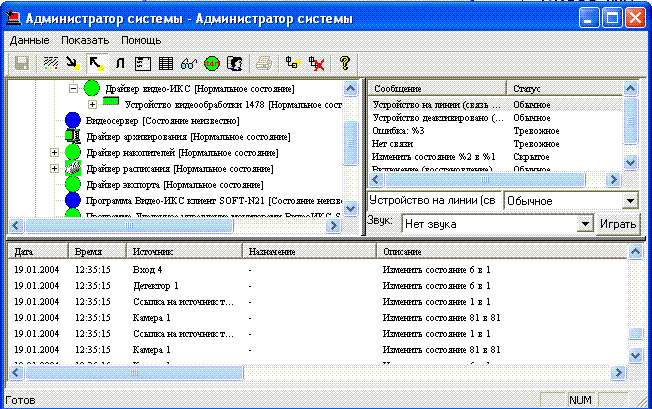 Администратор системы - Администратор системы
Данные Показать Помощь
Драйвер видео-ИКС [Нормальное состояние]
Устройство видеообработки 1478 [Нормальное сост
Видеосервер [Состояние неизвестно]
Драйвер архивирования [Нормальное состояние]
Драйвер накопителей [Нормальное состояние]
Драйвер расписания [Нормальное состояние]
Драйвер экспорта [Нормальное состояние]
Программа Видео-ИКС клиент SOFT-N21 [Состояние неизв
Сообщение Статус
Устройство на линии (связь ... Обычное
Устройство деактивировано (... Обычное
Ошибка: %3 Тревожное
Нет связи Тревожное
Изменить состояние %2 в %1 Скрытое
Включение (восстановление) Обычное
Устройство на линии (св Обычное
Звук: Нет звука Играть
Дата Время Источник Назначение Описание
19.01.2004 12:35:15 Вход 4 - Изменить состояние 6 в 1
19.01.2004 12:35:15 Детектор 1 - Изменить состояние 6 в 1
19.01.2004 12:35:15 Ссылка на источник т... - Изменить состояние 1 в 1
19.01.2004 12:35:15 Камера 1 - Изменить состояние 81 в 81
19.01.2004 12:35:15 Ссылка на источник т... - Изменить состояние 1 в 1
19.01.2004 12:35:15 Камера 1 - Изменить состояние 81 в 81
Готов NUM